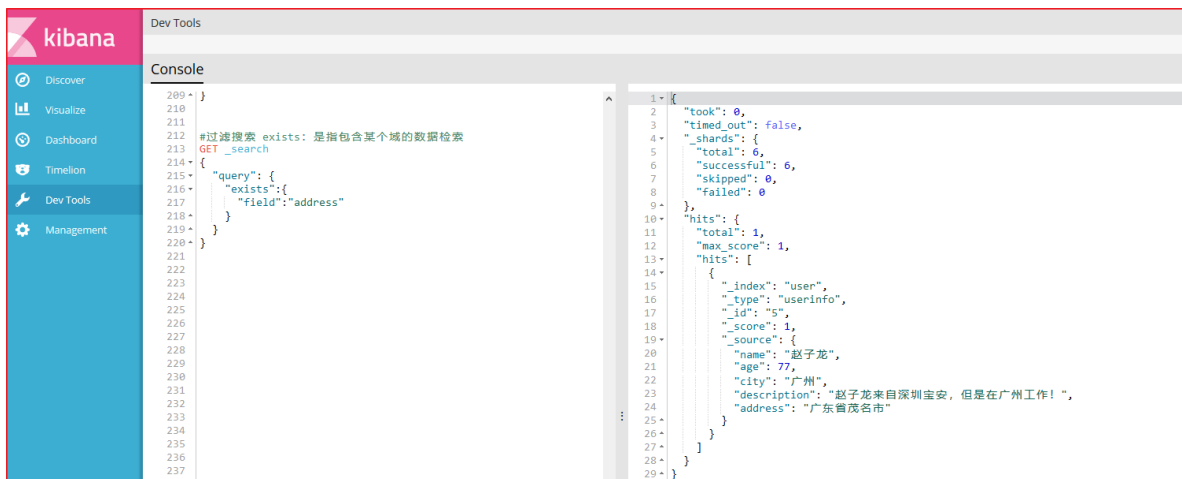 kibana
Discover
Visualize
Dashboard
Timelion
Dev Tools
Management
Dev Tools
Console
209 }
210
211
212 #过滤搜索 exists: 是指包含某个域的数据检索
213 GET _search
214 {
215 "query": {
216 "exists":{
217 "field":"address"
218 }
219 }
220 }
221
222
223
224
225
226
227
228
229
230
231
232
233
234
235
236
237
1 {
2 "took": 0,
3 "timed_out": false,
4 "_shards": {
5 "total": 6,
6 "successful": 6,
7 "skipped": 0,
8 "failed": 0
9 },
10 "hits": {
11 "total": 1,
12 "max_score": 1,
13 "hits": [
14 {
15 "_index": "user",
16 "_type": "userinfo",
17 "_id": "5",
18 "_score": 1,
19 "_source": {
20 "name": "赵子龙",
21 "age": 77,
22 "city": "广州",
23 "description": "赵子龙来自深圳宝安，但是在广州工作！",
24 "address": "广东省茂名市"
25 }
26 }
27 ]
28 }
29 }